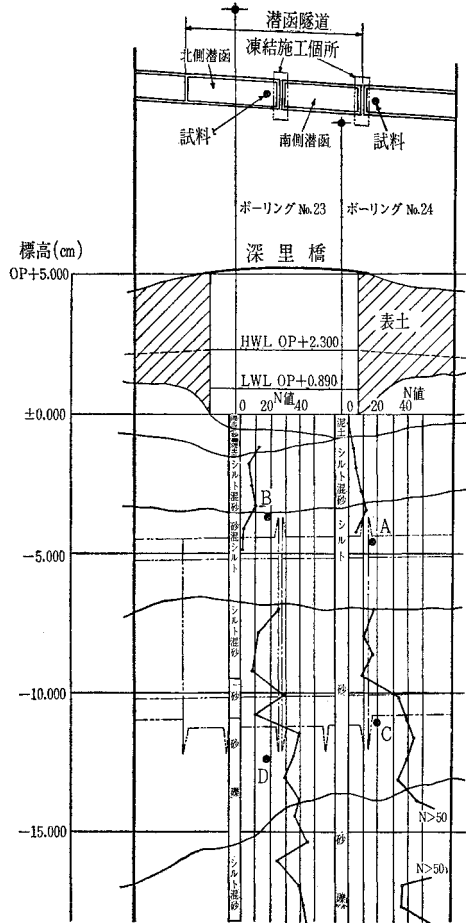 潜函隧道
凍結施工個所
北側潜函
試料
南側潜函
試料
ボーリング No.23
ボーリング No.24
標高(cm)
深里橋
OP+5.000
表土
HWL OP+2.300
LWL OP+0.890
N値
N値
±0.000
0 20 40
0 20 40
泥土
シルト混砂
シルト混砂
B
A
砂混シルト
シルト
-5.000
シルト混砂
-10.000
砂
砂
C
D
砂
礫
N>50
-15.000
砂
シルト混砂
N>50
礫